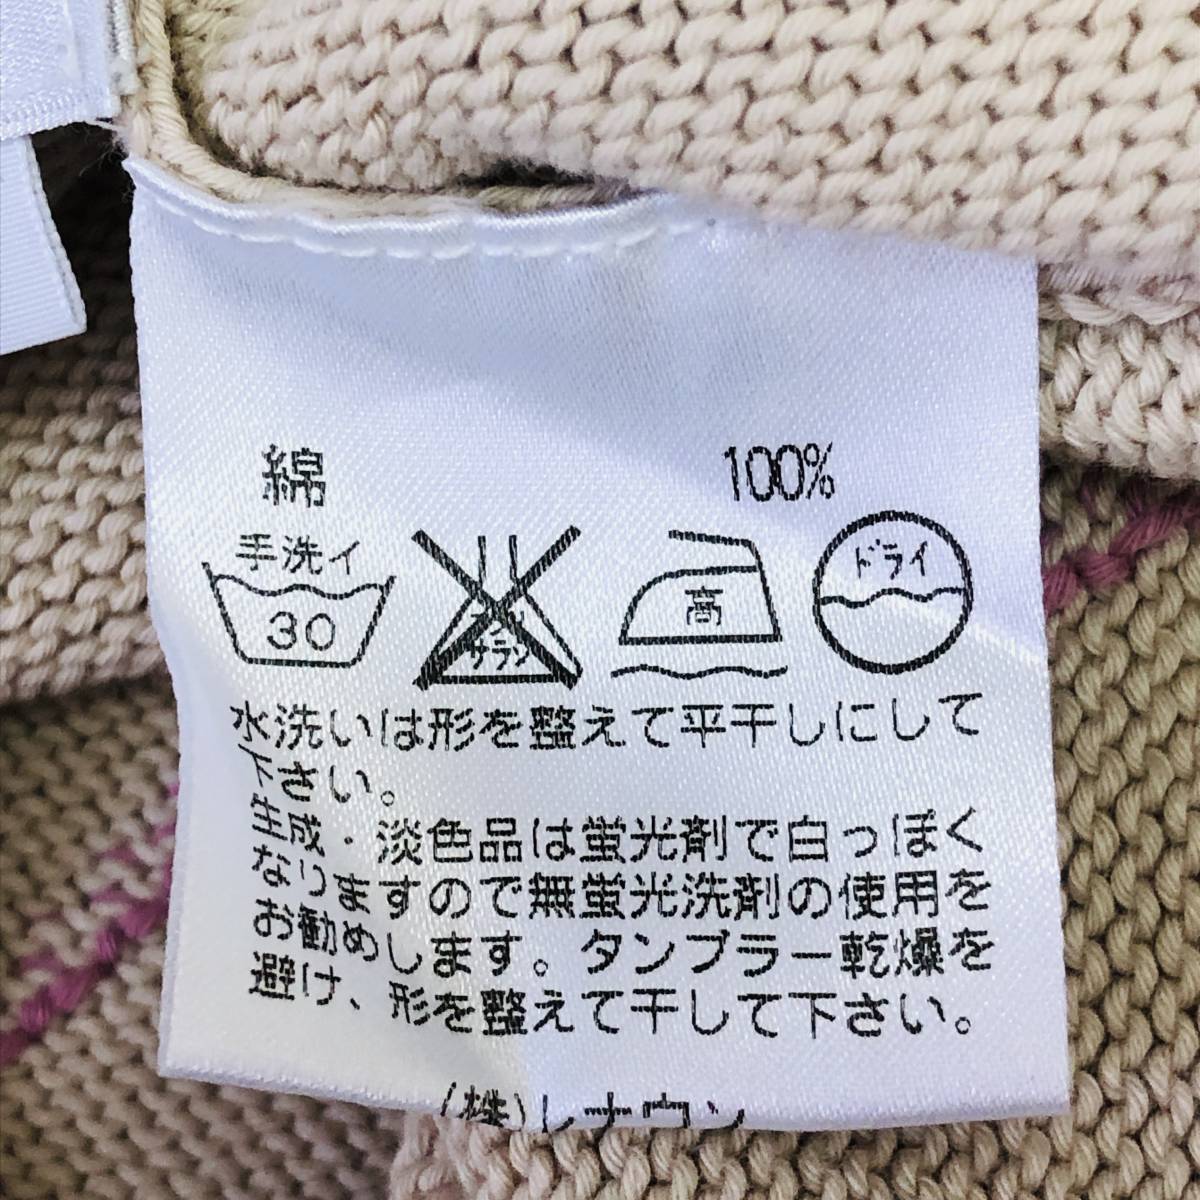 綿 100%
手洗イ
30
サラシ
高
ドライ
水洗いは形を整えて平干しにして
下さい。
生成・淡色品は蛍光剤で白っぽく
なりますので無蛍光洗剤の使用を
お勧めします。タンブラー乾燥を
避け、形を整えて干して下さい。
(株)レナウン